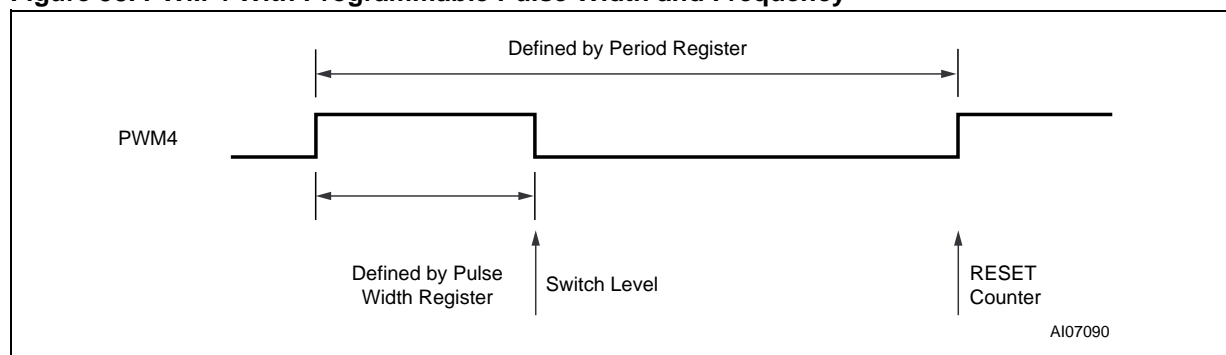 Defined by Period Register
PWM4
Defined by Pulse
Width Register
Switch Level
RESET
Counter
AI07090